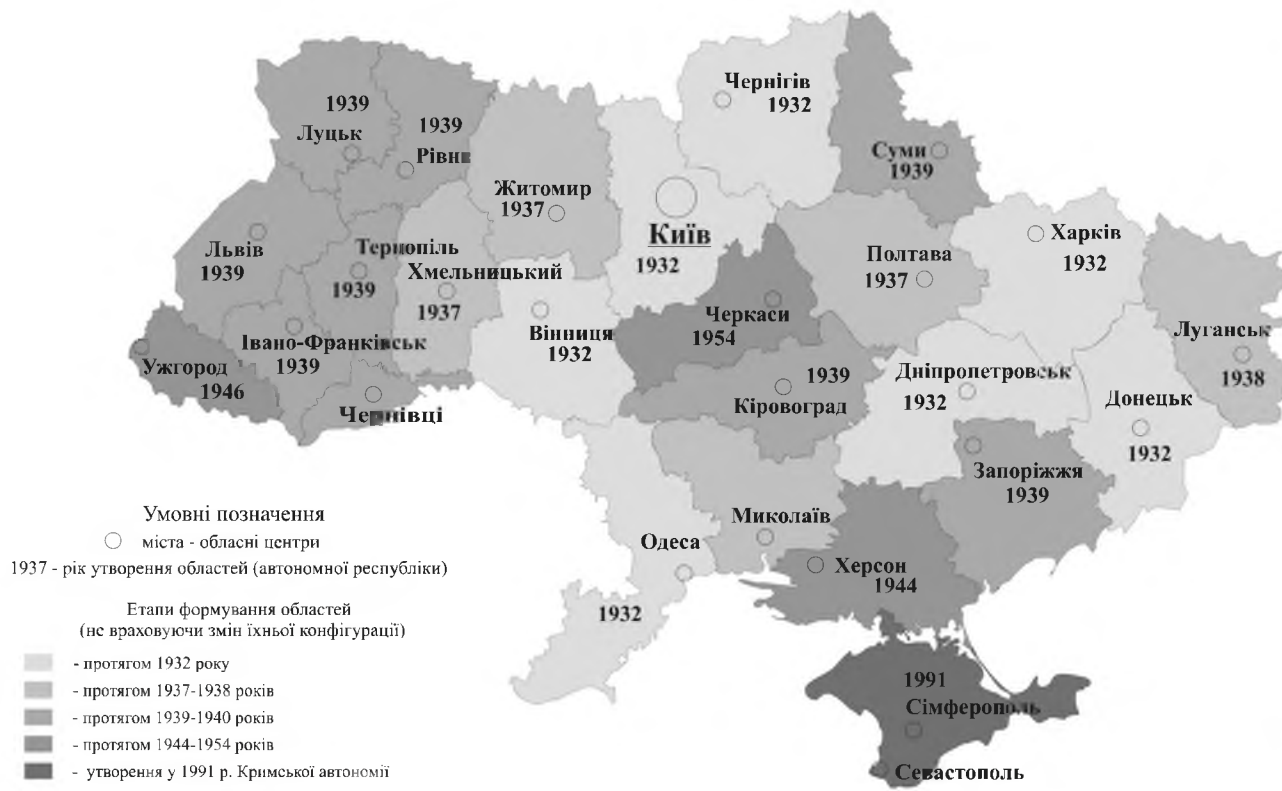 Чернігів
1932
1939
Луцьк
1939
Рівне
Суми
1939
Житомир
1937
Київ
1932
Львів
1939
Тернопіль
1939
Хмельницький
1937
Полтава
1937
Харків
1932
Черкаси
1954
Вінниця
1932
Івано-Франківськ
1939
Ужгород
1946
Чернівці
Луганськ
1938
1939
Кіровоград
Дніпропетровськ
1932
Донецьк
1932
Запоріжжя
1939
Миколаїв
Одеса
1932
Херсон
1944
1991
Сімферополь
Севастополь
Умовні позначення
міста - обласні центри
1937 - рік утворення областей (автономної республіки)
Етапи формування областей
(не враховуючи змін їхньої конфігурації)
- протягом 1932 року
- протягом 1937-1938 років
- протягом 1939-1940 років
- протягом 1944-1954 років
- утворення у 1991 р. Кримської автономії